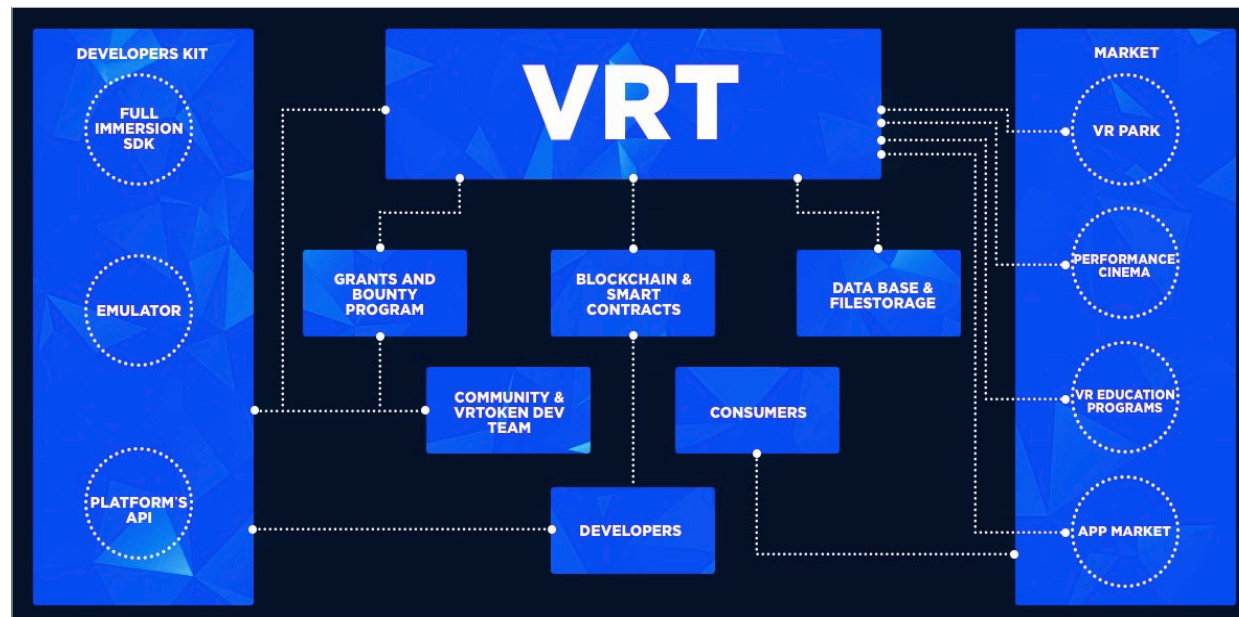 DEVELOPERS KIT
FULL
IMMERSION
SDK
EMULATOR
PLATFORM'S
API
VRT
GRANTS AND
BOUNTY
PROGRAM
BLOCKCHAIN &
SMART
CONTRACTS
DATA BASE &
FILESTORAGE
COMMUNITY &
VRTOKEN DEV
TEAM
CONSUMERS
DEVELOPERS
MARKET
VR PARK
PERFORMANCE
CINEMA
VR EDUCATION
PROGRAMS
APP MARKET